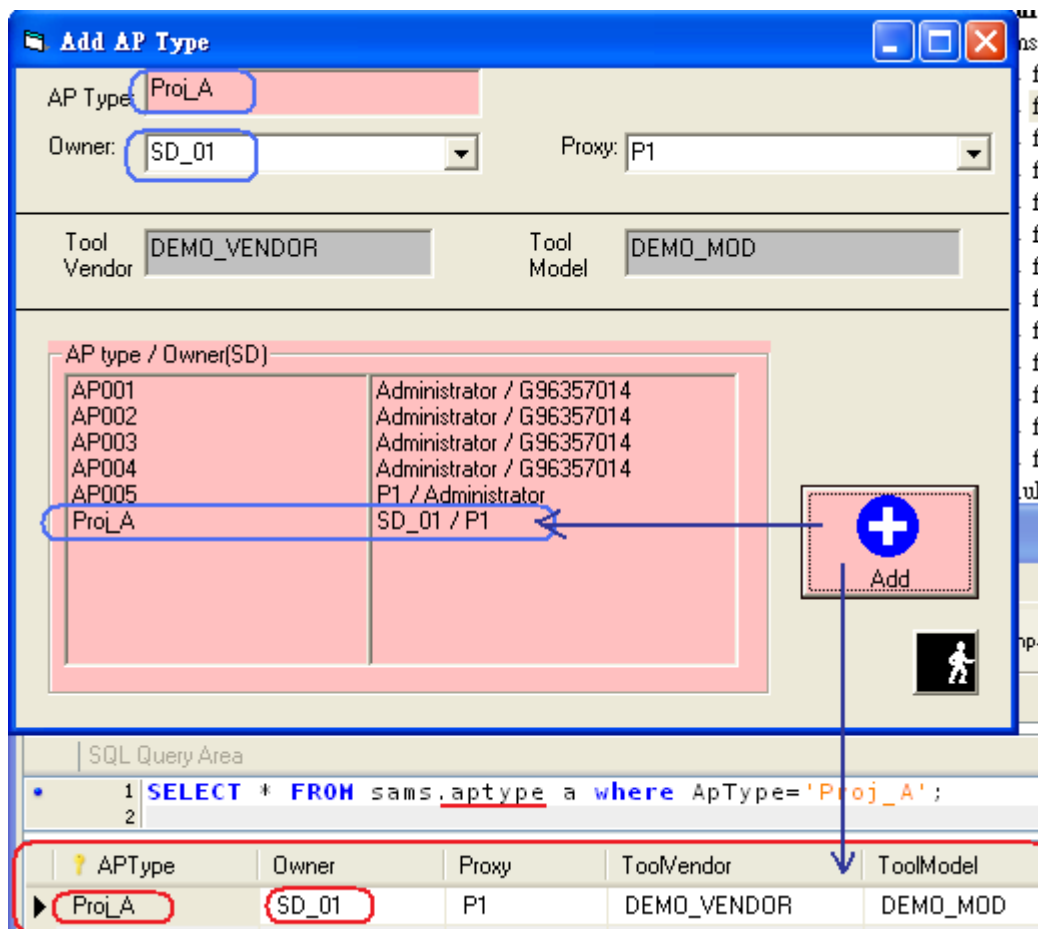 Add AP Type
AP Type: Proj_A
Owner: SD_01 Proxy: P1
Tool Vendor DEMO_VENDOR Tool Model DEMO_MOD
AP type / Owner(SD)
AP001 Administrator / G96357014
AP002 Administrator / G96357014
AP003 Administrator / G96357014
AP004 Administrator / G96357014
AP005 P1 / Administrator
Proj_A SD_01 / P1
Add
SQL Query Area
1 SELECT * FROM sams.aptype a where ApType='Proj_A';
2
APType Owner Proxy ToolVendor ToolModel
Proj_A SD_01 P1 DEMO_VENDOR DEMO_MOD